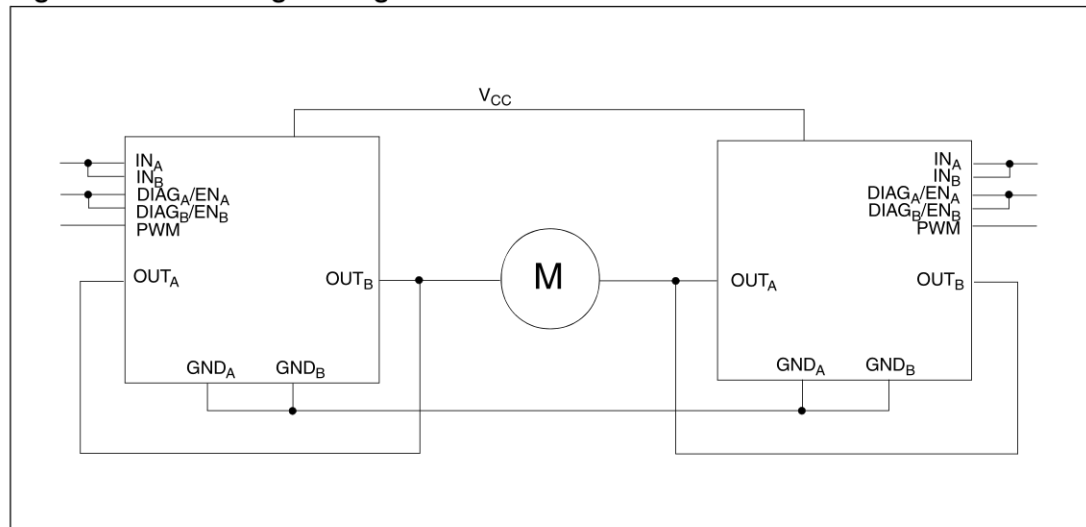 V_CC
IN_A
IN_B
DIAG_A/EN_A
DIAG_B/EN_B
PWM
OUT_A
OUT_B
GND_A
GND_B
M
IN_A
IN_B
DIAG_A/EN_A
DIAG_B/EN_B
PWM
OUT_A
OUT_B
GND_A
GND_B